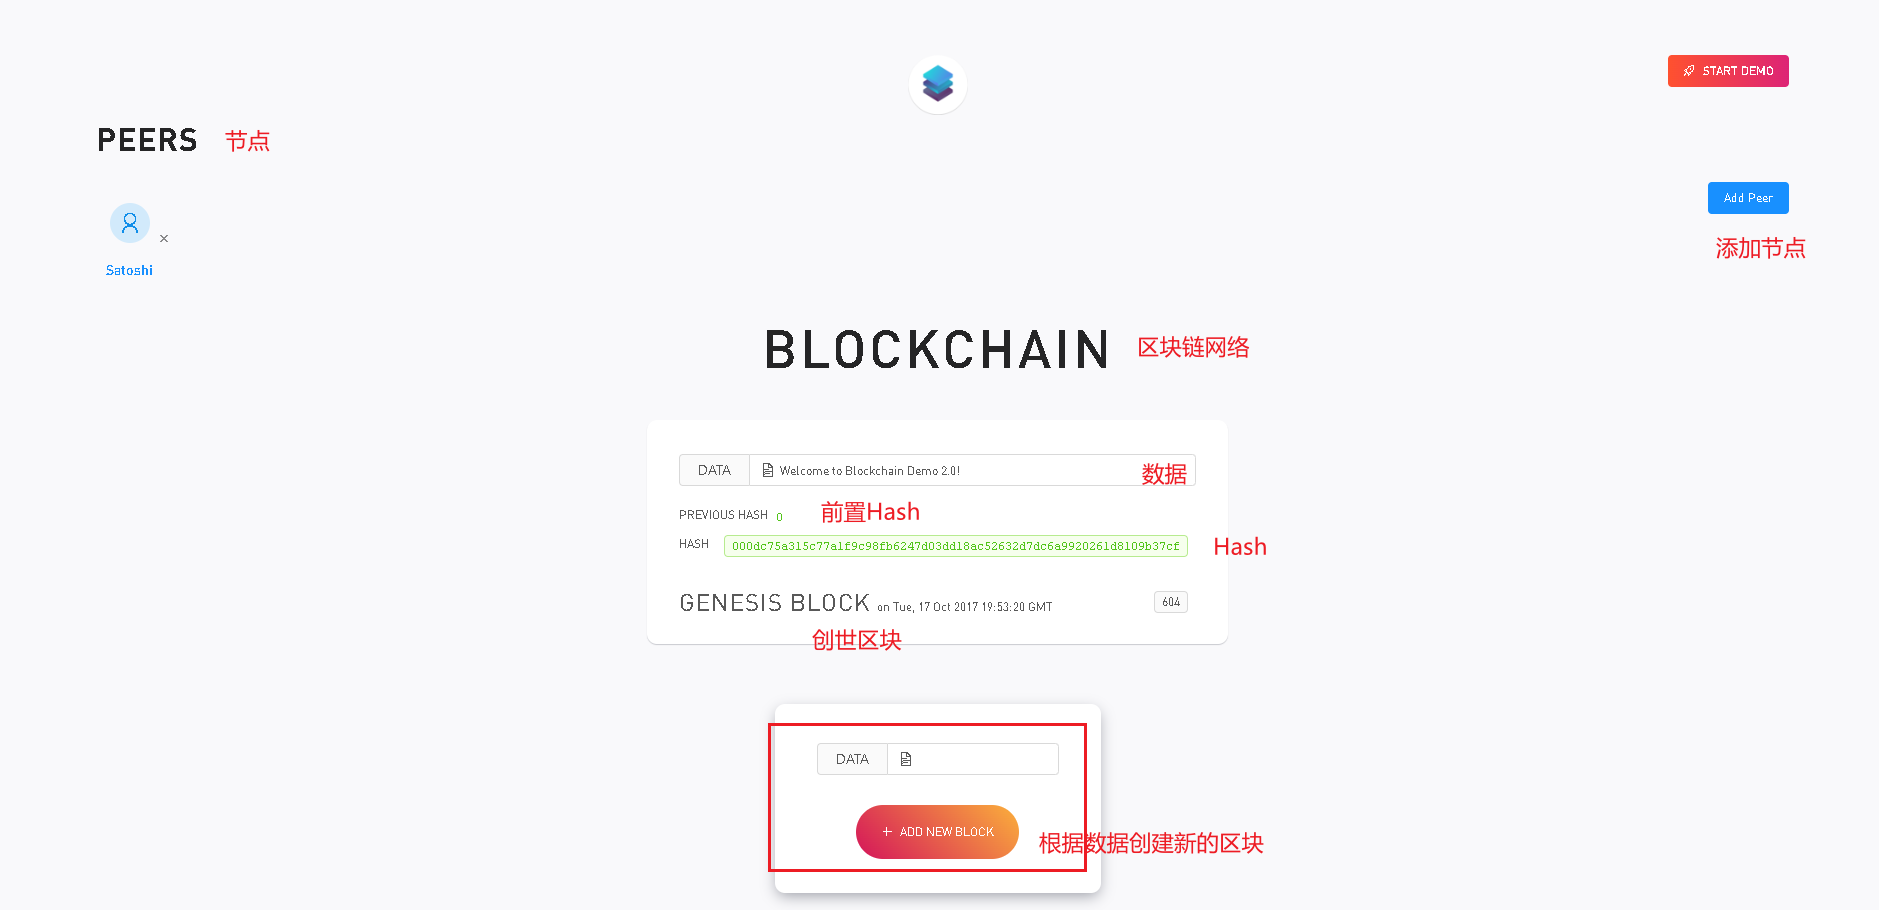 START DEMO
PEERS 节点
Add Peer
Satoshi
添加节点
BLOCKCHAIN 区块链网络
DATA Welcome to Blockchain Demo 2.0! 数据
PREVIOUS HASH 0 前置Hash
HASH 000dc75a315c77a1f9c98fb6247d03dd18ac52632d7dc6a9920261d8109b37cf Hash
GENESIS BLOCK on Tue, 17 Oct 2017 19:53:20 GMT 604
创世区块
DATA
+ ADD NEW BLOCK 根据数据创建新的区块